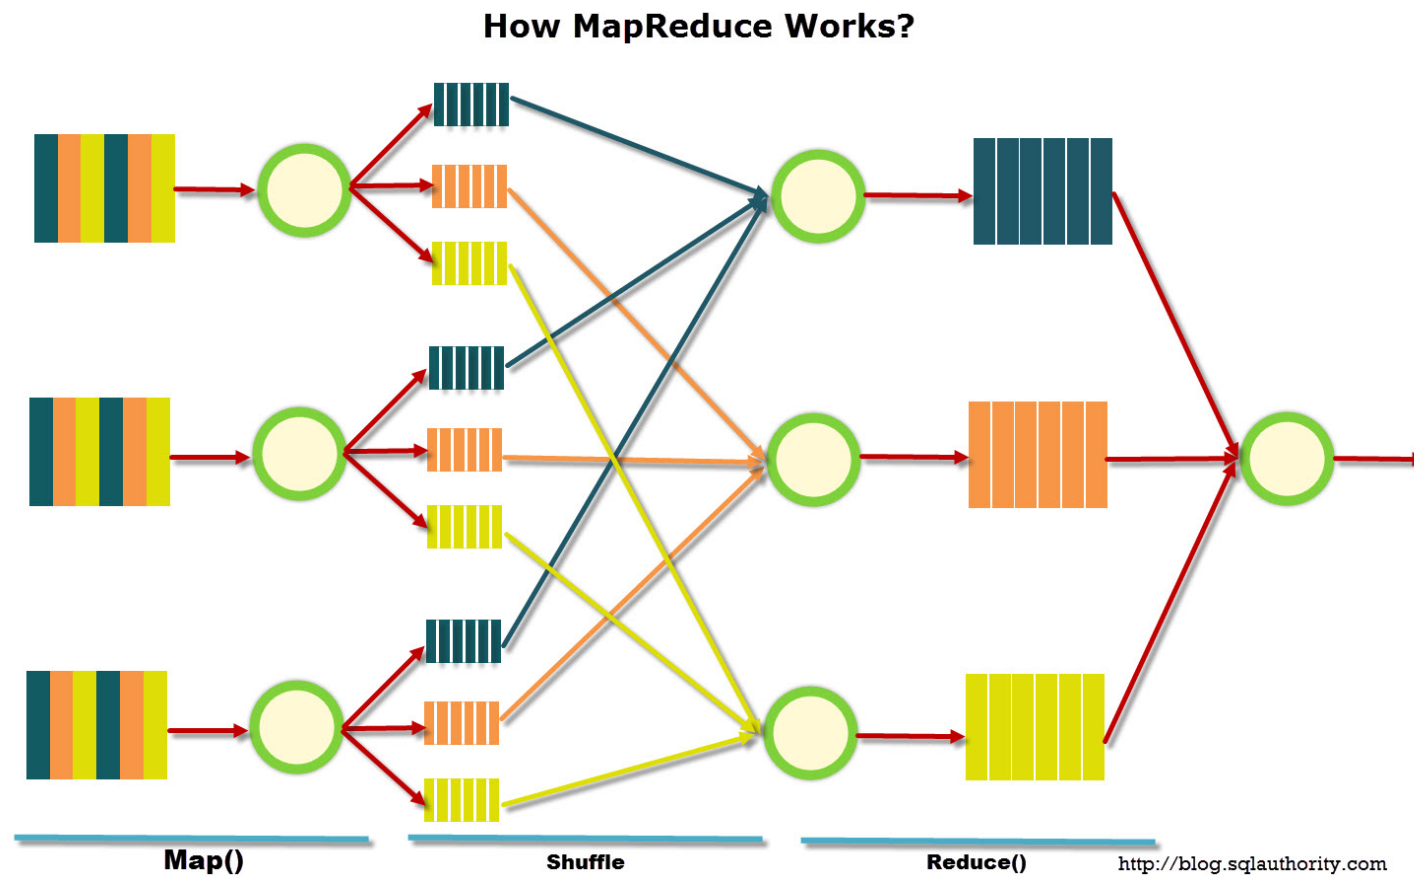 How MapReduce Works?
Map()
Shuffle
Reduce()
http://blog.sqlauthority.com